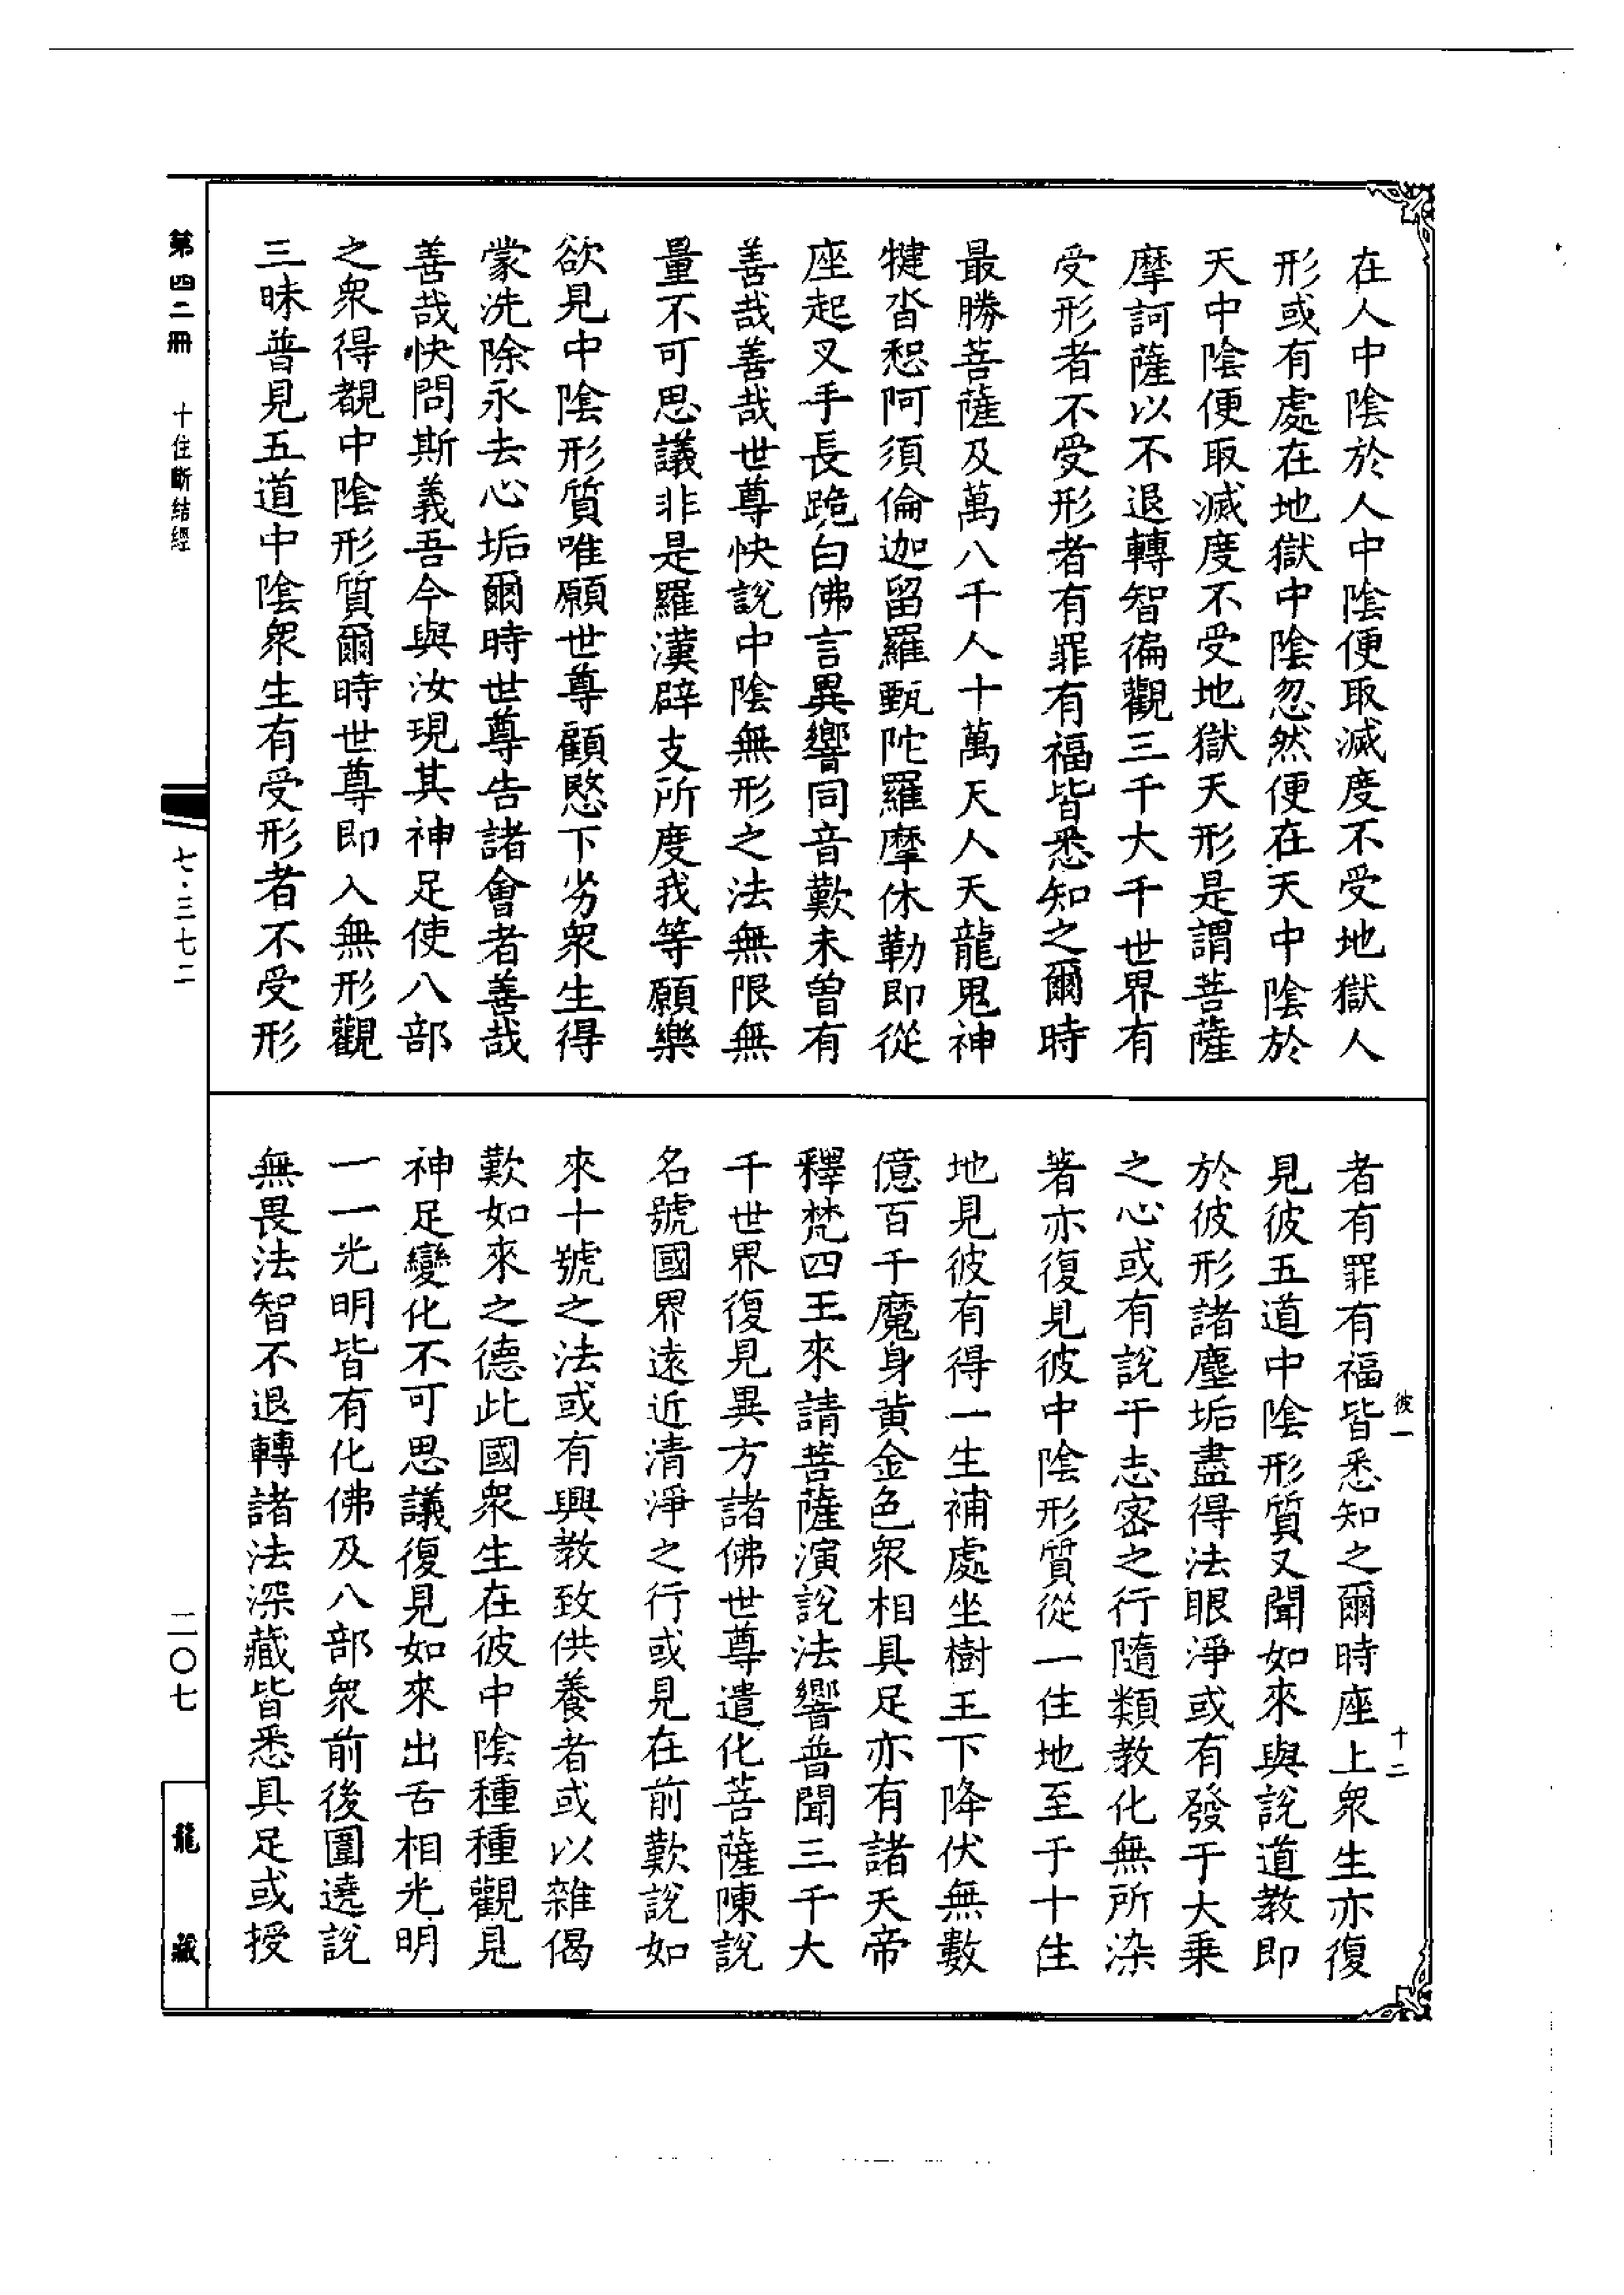 在人中陰於人中陰便取滅度不受地獄人
形或有處在地獄中陰忽然便在天中陰於
天中陰便取滅度不受地獄天形是謂菩薩
摩訶薩以不退轉智徧觀三千大千世界有
受形者不受形者有罪有福皆悉知之爾時
最勝菩薩及萬八千人十萬天人天龍鬼神
犍沓惒阿須倫迦留羅甄陀羅摩休勒即從
座起叉手長跪白佛言異響同音歎未曾有
善哉善哉世尊快說中陰無形之法無限無
量不可思議非是羅漢辟支所度我等願樂
欲見中陰形質唯願世尊顧愍下劣衆生得
蒙洗除永去心垢爾時世尊告諸會者善哉
善哉快問斯義吾今與汝現其神足使八部
之衆得覩中陰形質爾時世尊即入無形觀
三昧普見五道中陰衆生有受形者不受形
者有罪有福皆悉知之爾時座上衆生亦復
見彼五道中陰形質又聞如來與說道教即
於彼形諸塵垢盡得法眼淨或有發于大乗
之心或有說于志宻之行隨類教化無所染
著亦復見彼中陰形質從一住地至于十住
地見彼有得一生補處坐樹王下降伏無數
億百千魔身黃金色衆相具足亦有諸天帝
釋梵四王來請菩薩演說法響普聞三千大
千世界復見異方諸佛世尊遣化菩薩陳說
名號國界遠近清淨之行或見在前歎說如
來十號之法或有興教致供養者或以雜偈
歎如來之德此國衆生在彼中陰種種觀見
神足變化不可思議復見如來出舌相光明
一一光明皆有化佛及八部衆前後圍遶說
無畏法智不退轉諸法深藏皆悉具足或授
彼一
十二
第四二冊 十住斷結經
七·三七二
二〇七
龍藏